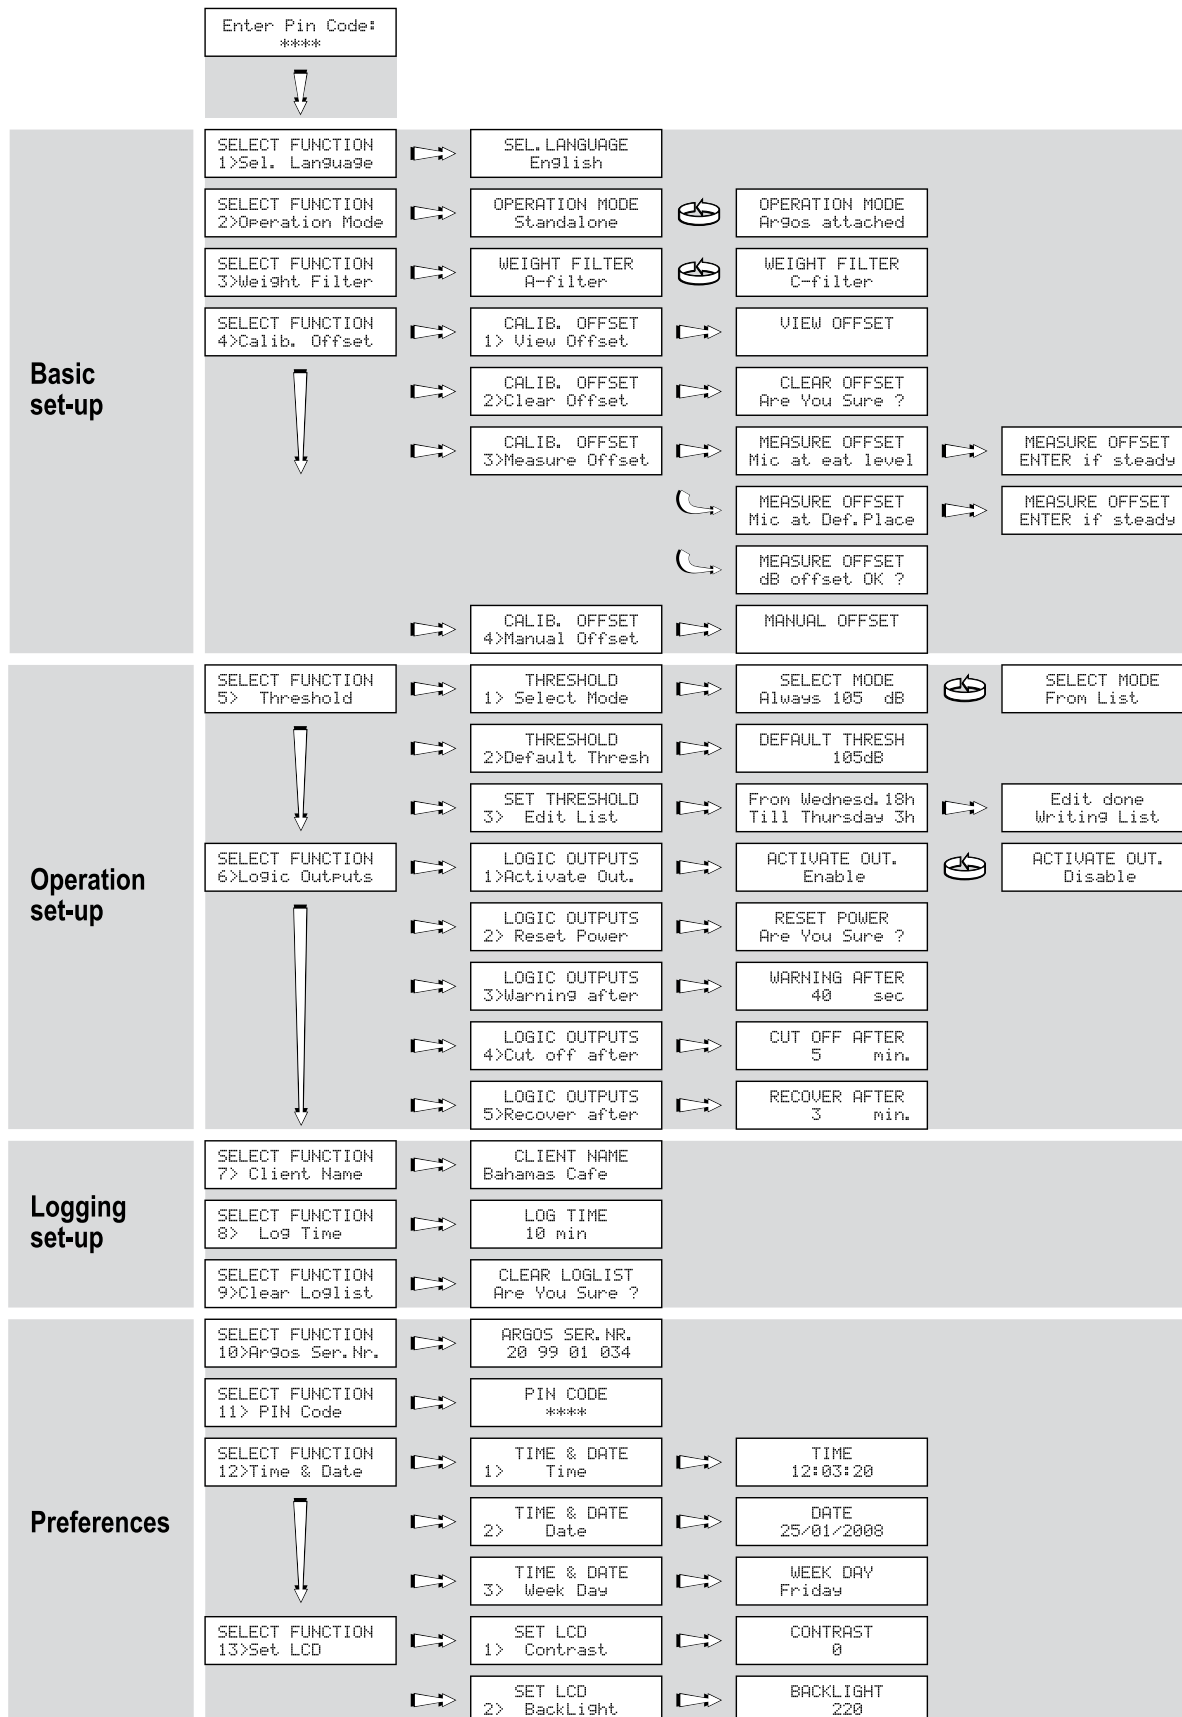 Enter Pin Code:
****
Basic
set-up
SELECT FUNCTION
1>Sel. Language
SEL.LANGUAGE
English
SELECT FUNCTION
2>Operation Mode
OPERATION MODE
Standalone
OPERATION MODE
Argos attached
SELECT FUNCTION
3>Weight Filter
WEIGHT FILTER
A-filter
WEIGHT FILTER
C-filter
SELECT FUNCTION
4>Calib. Offset
CALIB. OFFSET
1> View Offset
VIEW OFFSET
CALIB. OFFSET
2>Clear Offset
CLEAR OFFSET
Are You Sure ?
CALIB. OFFSET
3>Measure Offset
MEASURE OFFSET
Mic at eat level
MEASURE OFFSET
ENTER if steady
MEASURE OFFSET
Mic at Def.Place
MEASURE OFFSET
ENTER if steady
MEASURE OFFSET
dB offset OK ?
CALIB. OFFSET
4>Manual Offset
MANUAL OFFSET
Operation
set-up
SELECT FUNCTION
5> Threshold
THRESHOLD
1> Select Mode
SELECT MODE
Always 105 dB
SELECT MODE
From List
THRESHOLD
2>Default Thresh
DEFAULT THRESH
105dB
SET THRESHOLD
3> Edit List
From Wednesd.18h
Till Thursday 3h
Edit done
Writing List
SELECT FUNCTION
6>Logic Outputs
LOGIC OUTPUTS
1>Activate Out.
ACTIVATE OUT.
Enable
ACTIVATE OUT.
Disable
LOGIC OUTPUTS
2> Reset Power
RESET POWER
Are You Sure ?
LOGIC OUTPUTS
3>Warning after
WARNING AFTER
40 sec
LOGIC OUTPUTS
4>Cut off after
CUT OFF AFTER
5 min.
LOGIC OUTPUTS
5>Recover after
RECOVER AFTER
3 min.
Logging
set-up
SELECT FUNCTION
7> Client Name
CLIENT NAME
Bahamas Cafe
SELECT FUNCTION
8> Log Time
LOG TIME
10 min
SELECT FUNCTION
9>Clear Loglist
CLEAR LOGLIST
Are You Sure ?
Preferences
SELECT FUNCTION
10>Argos Ser.Nr.
ARGOS SER.NR.
20 99 01 034
SELECT FUNCTION
11> PIN Code
PIN CODE
****
SELECT FUNCTION
12>Time & Date
TIME & DATE
1> Time
TIME
12:03:20
TIME & DATE
2> Date
DATE
25/01/2008
TIME & DATE
3> Week Day
WEEK DAY
Friday
SELECT FUNCTION
13>Set LCD
SET LCD
1> Contrast
CONTRAST
0
SET LCD
2> BackLight
BACKLIGHT
220